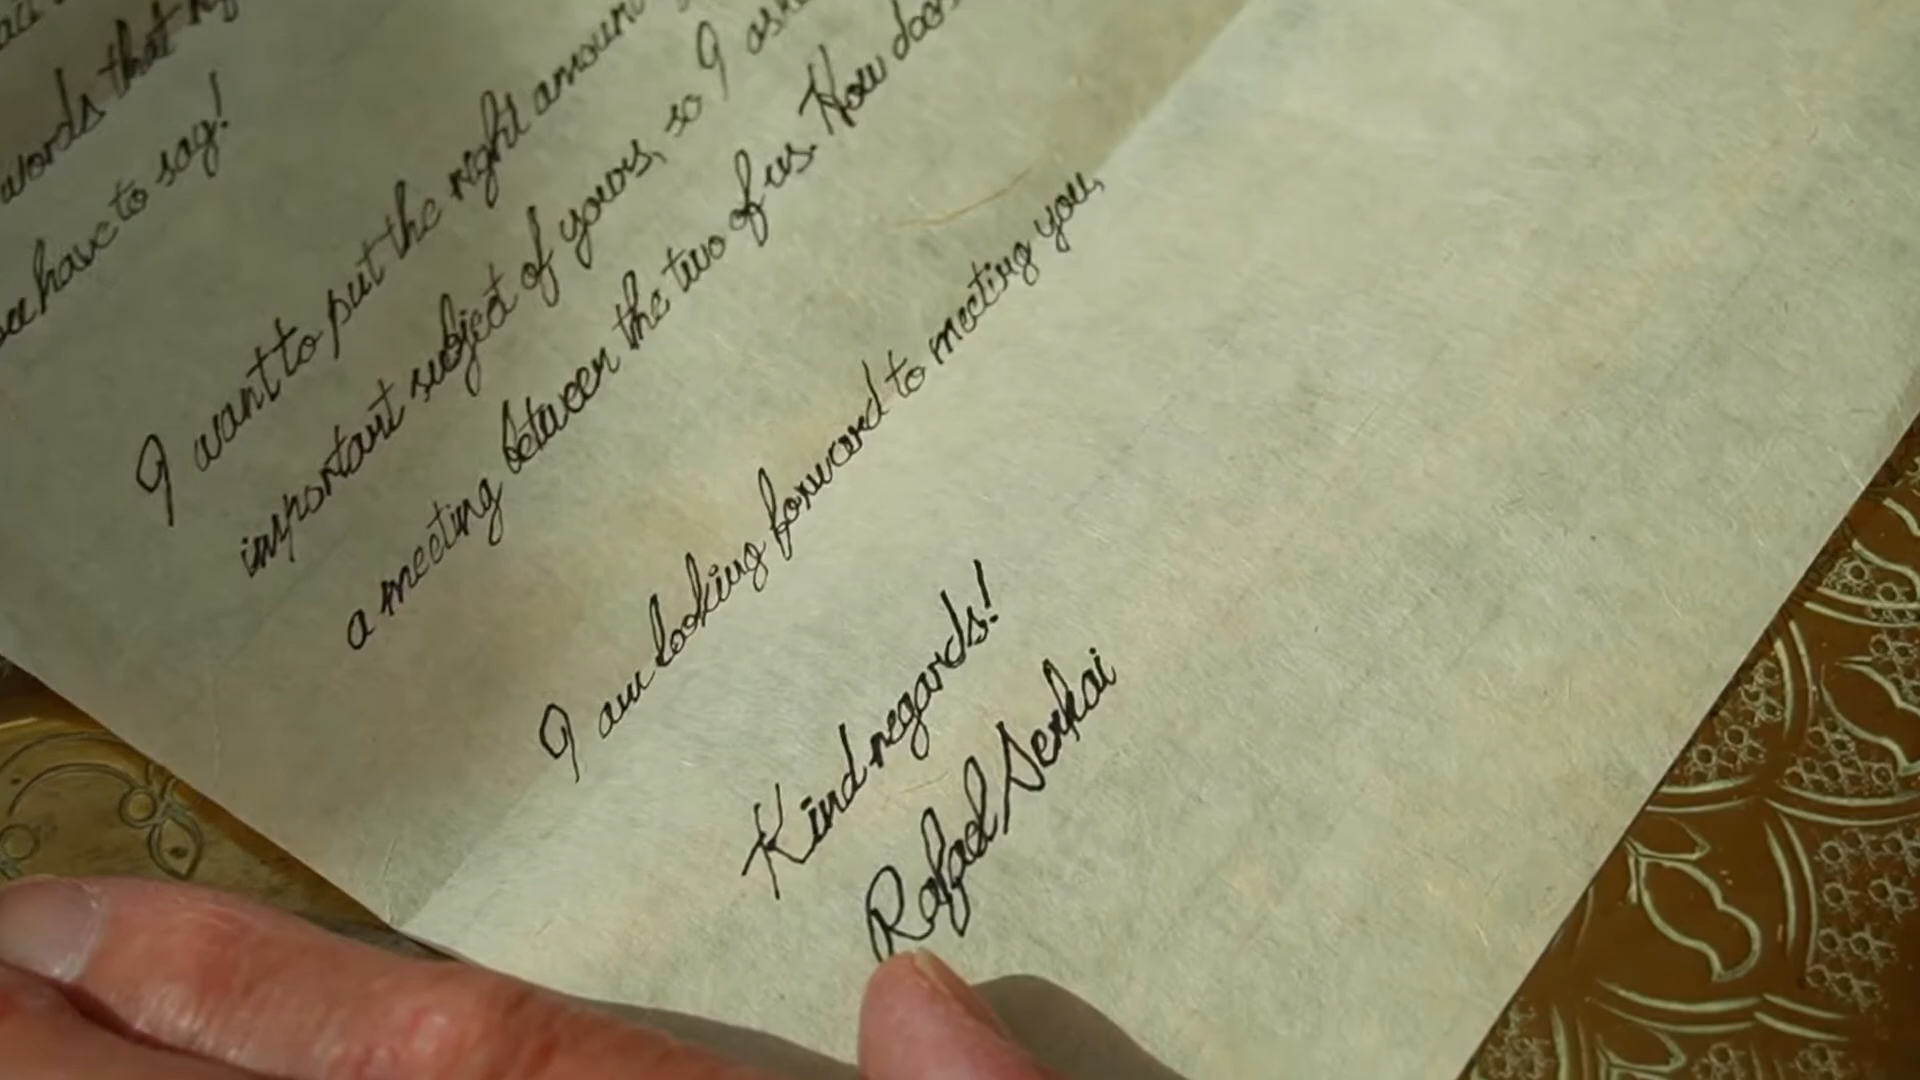 words that
have to say!
I want to put the right amount
important subject of yours, so I
a meeting between the two of us. How does
I am looking forward to meeting you,
Kind regards!
Rafael Serkai